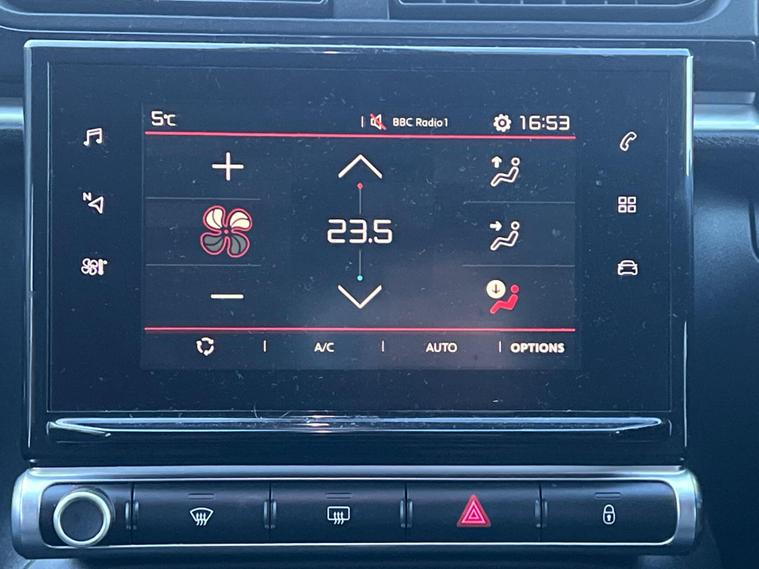 5°C
BBC Radio1
16:53
N
23.5
A/C
AUTO
OPTIONS